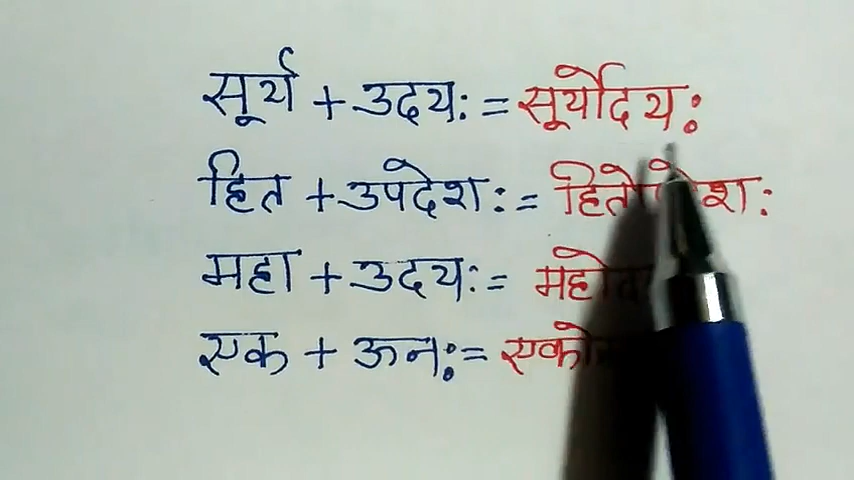 सूर्य + उदयः = सूर्योदयः
हित + उपदेशः =
महा + उदयः =
एक + ऊनः =